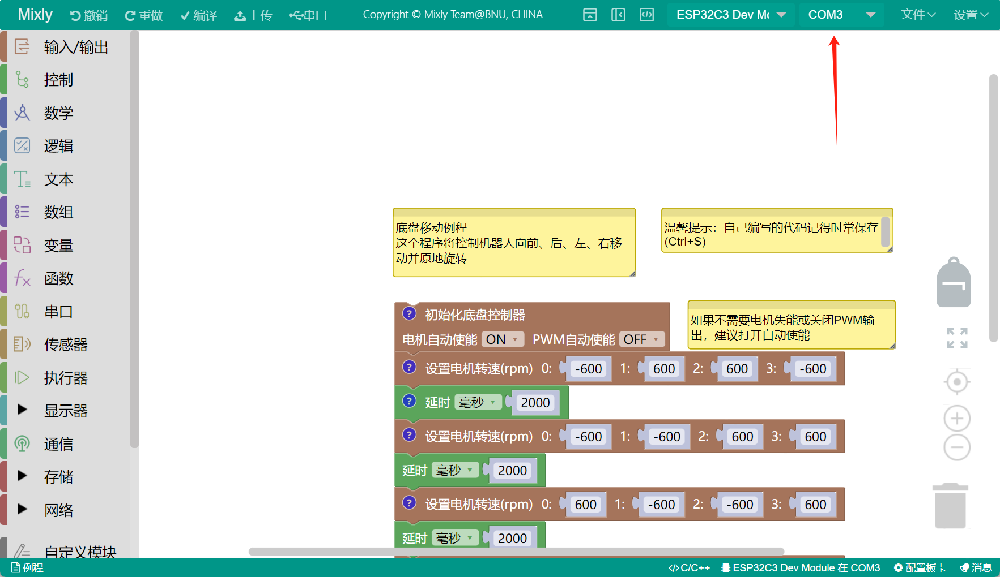 Mixly 撤销 重做 编译 上传 串口 Copyright © Mixly Team@BNU, CHINA ESP32C3 Dev Mo COM3 文件 设置
输入/输出
控制
数学
逻辑
文本
数组
变量
函数
串口
传感器
执行器
显示器
通信
存储
网络
自定义模块
底盘移动例程
这个程序将控制机器人向前、后、左、右移
动并原地旋转
温馨提示：自己编写的代码记得时常保存
(Ctrl+S)
初始化底盘控制器
电机自动使能 ON PWM自动使能 OFF
如果不需要电机失能或关闭PWM输
出，建议打开自动使能
设置电机转速(rpm) 0: -600 1: 600 2: 600 3: -600
延时 毫秒 2000
设置电机转速(rpm) 0: -600 1: -600 2: 600 3: 600
延时 毫秒 2000
设置电机转速(rpm) 0: 600 1: -600 2: -600 3: 600
延时 毫秒 2000
例程 C/C++ ESP32C3 Dev Module 在 COM3 配置板卡 消息